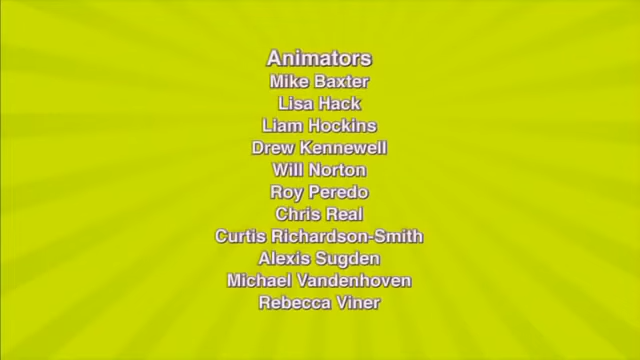 Animators
Mike Baxter
Lisa Hack
Liam Hockins
Drew Kennewell
Will Norton
Roy Peredo
Chris Real
Curtis Richardson-Smith
Alexis Sugden
Michael Vandenhoven
Rebecca Viner